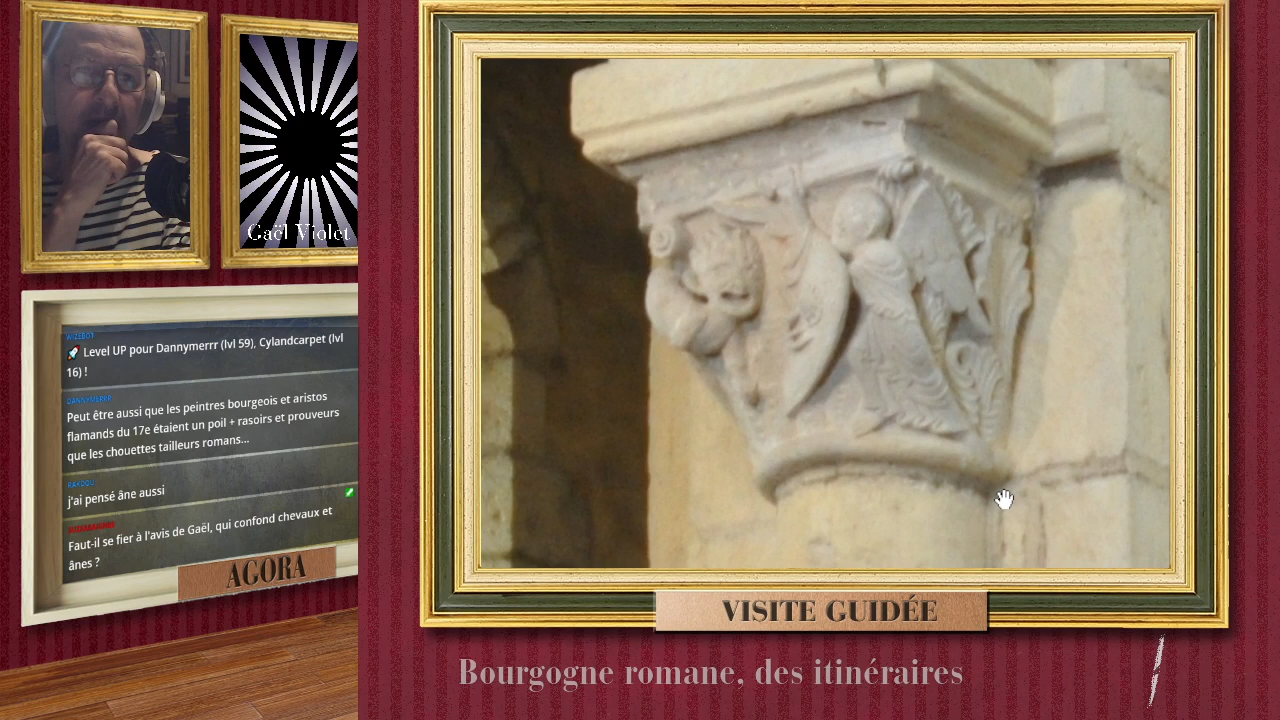 Gaël Violet
WIZEBOT
🚀 Level UP pour Dannymerrr (lvl 59), Cylandcarpet (lvl
16) !
DANNYMERRR
Peut être aussi que les peintres bourgeois et aristos
flamands du 17e étaient un poil + rasoirs et prouveurs
que les chouettes tailleurs romans...
j'ai pensé âne aussi
Faut-il se fier à l'avis de Gaël, qui confond chevaux et
ânes ?
AGORA
VISITE GUIDÉE
Bourgogne romane, des itinéraires